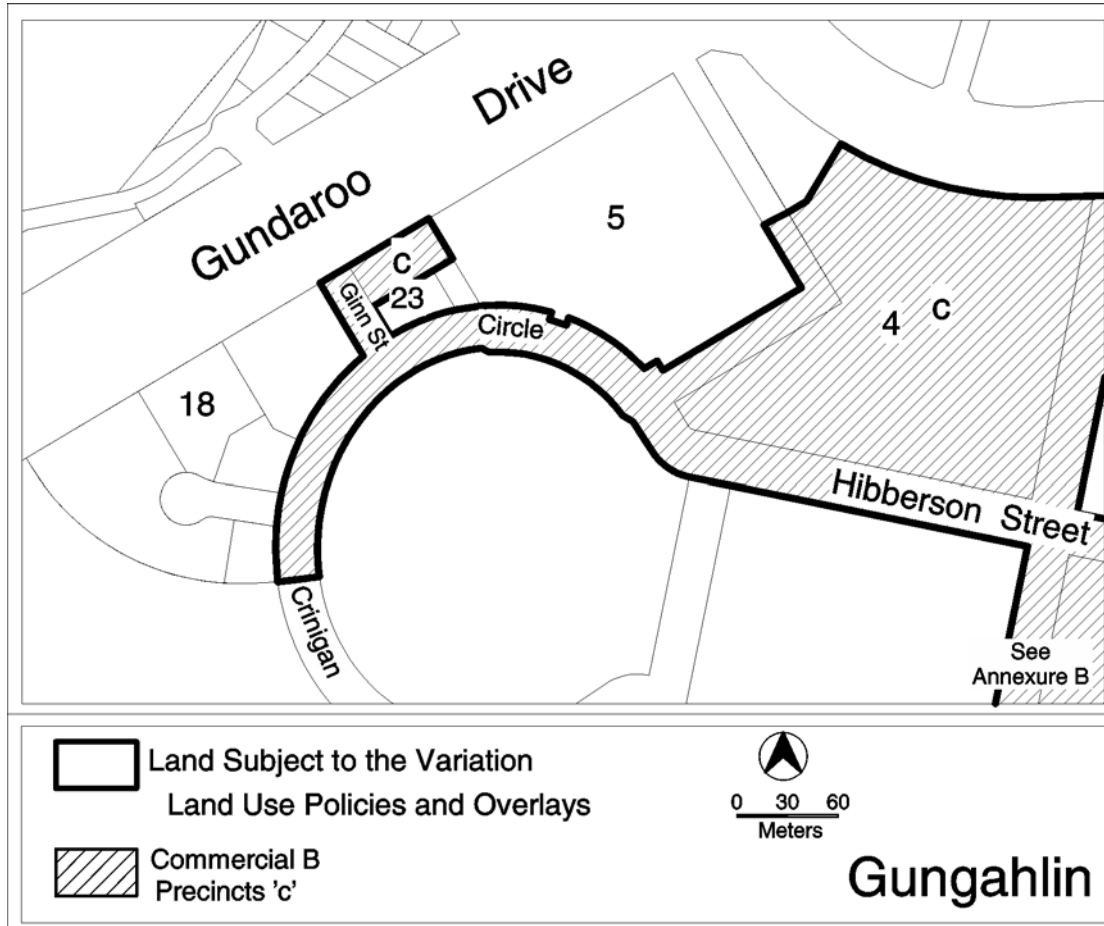 Gundaroo Drive
5
c
23
Ginn St
Circle
4 c
18
Hibberson Street
Crinigan
See
Annexure B
Land Subject to the Variation
Land Use Policies and Overlays
Commercial B
Precincts 'c'
0 30 60
Meters
Gungahlin